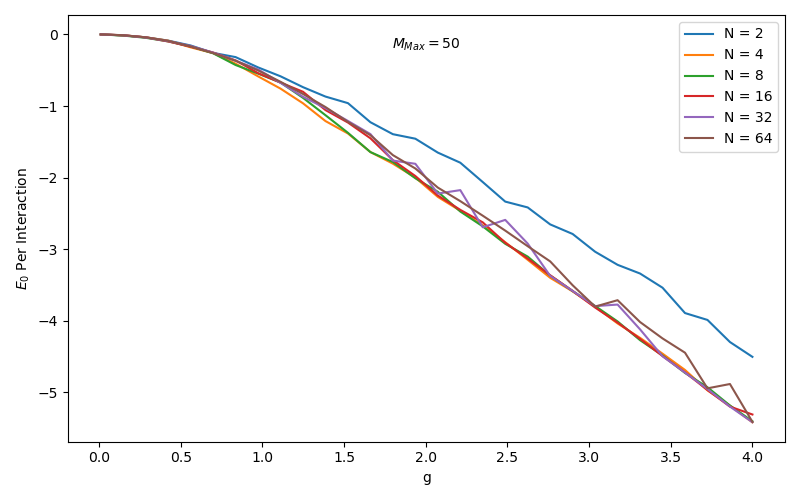 M_Max = 50
N = 2
N = 4
N = 8
N = 16
N = 32
N = 64
E_0 Per Interaction
0
−1
−2
−3
−4
−5
0.0 0.5 1.0 1.5 2.0 2.5 3.0 3.5 4.0
g